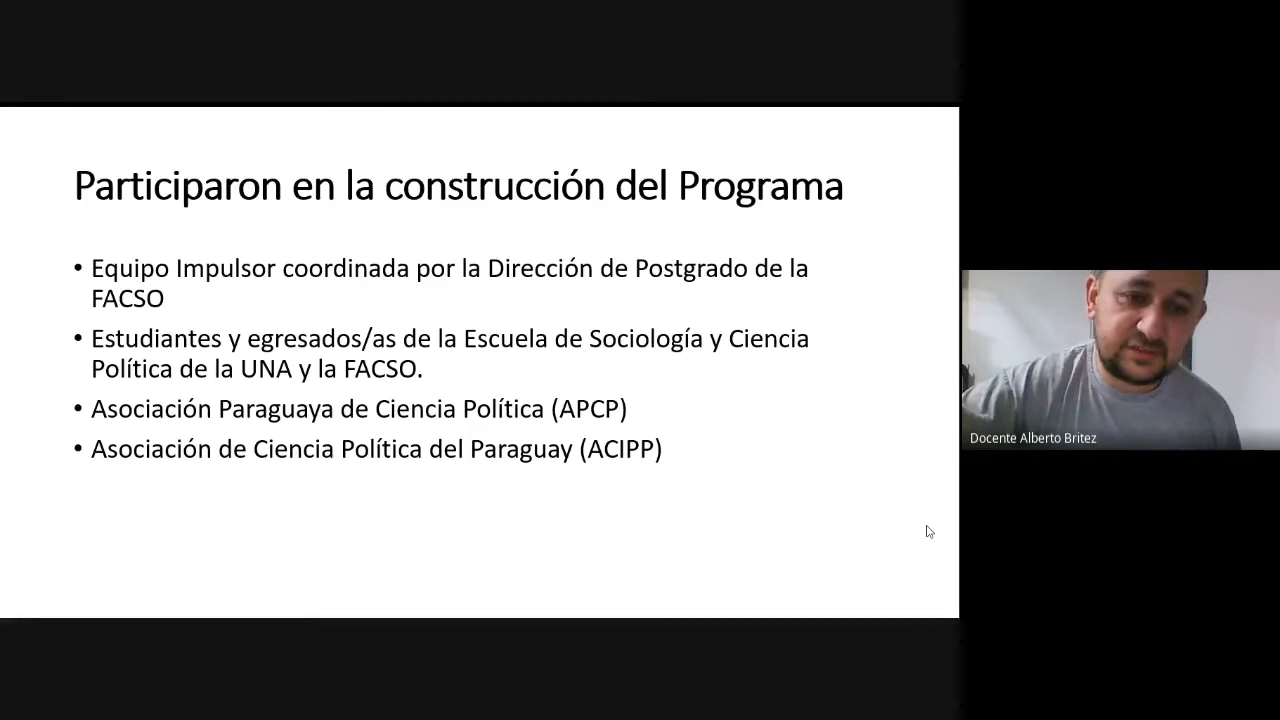 Participaron en la construcción del Programa
• Equipo Impulsor coordinada por la Dirección de Postgrado de la
FACSO
• Estudiantes y egresados/as de la Escuela de Sociología y Ciencia
Política de la UNA y la FACSO.
• Asociación Paraguaya de Ciencia Política (APCP)
• Asociación de Ciencia Política del Paraguay (ACIPP)
Docente Alberto Britez